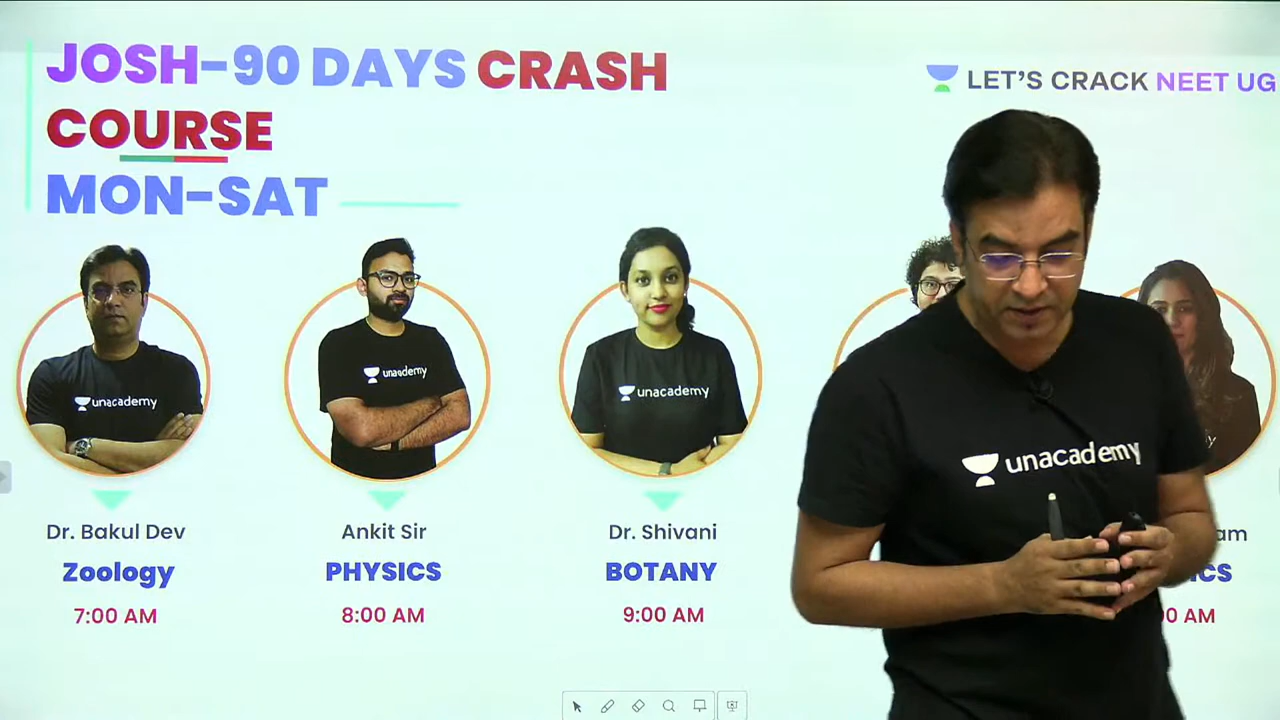 JOSH-90 DAYS CRASH
COURSE
MON-SAT
LET'S CRACK NEET UG
unacademy
unacademy
unacademy
unacademy
Dr. Bakul Dev
Zoology
7:00 AM
Ankit Sir
PHYSICS
8:00 AM
Dr. Shivani
BOTANY
9:00 AM
AM